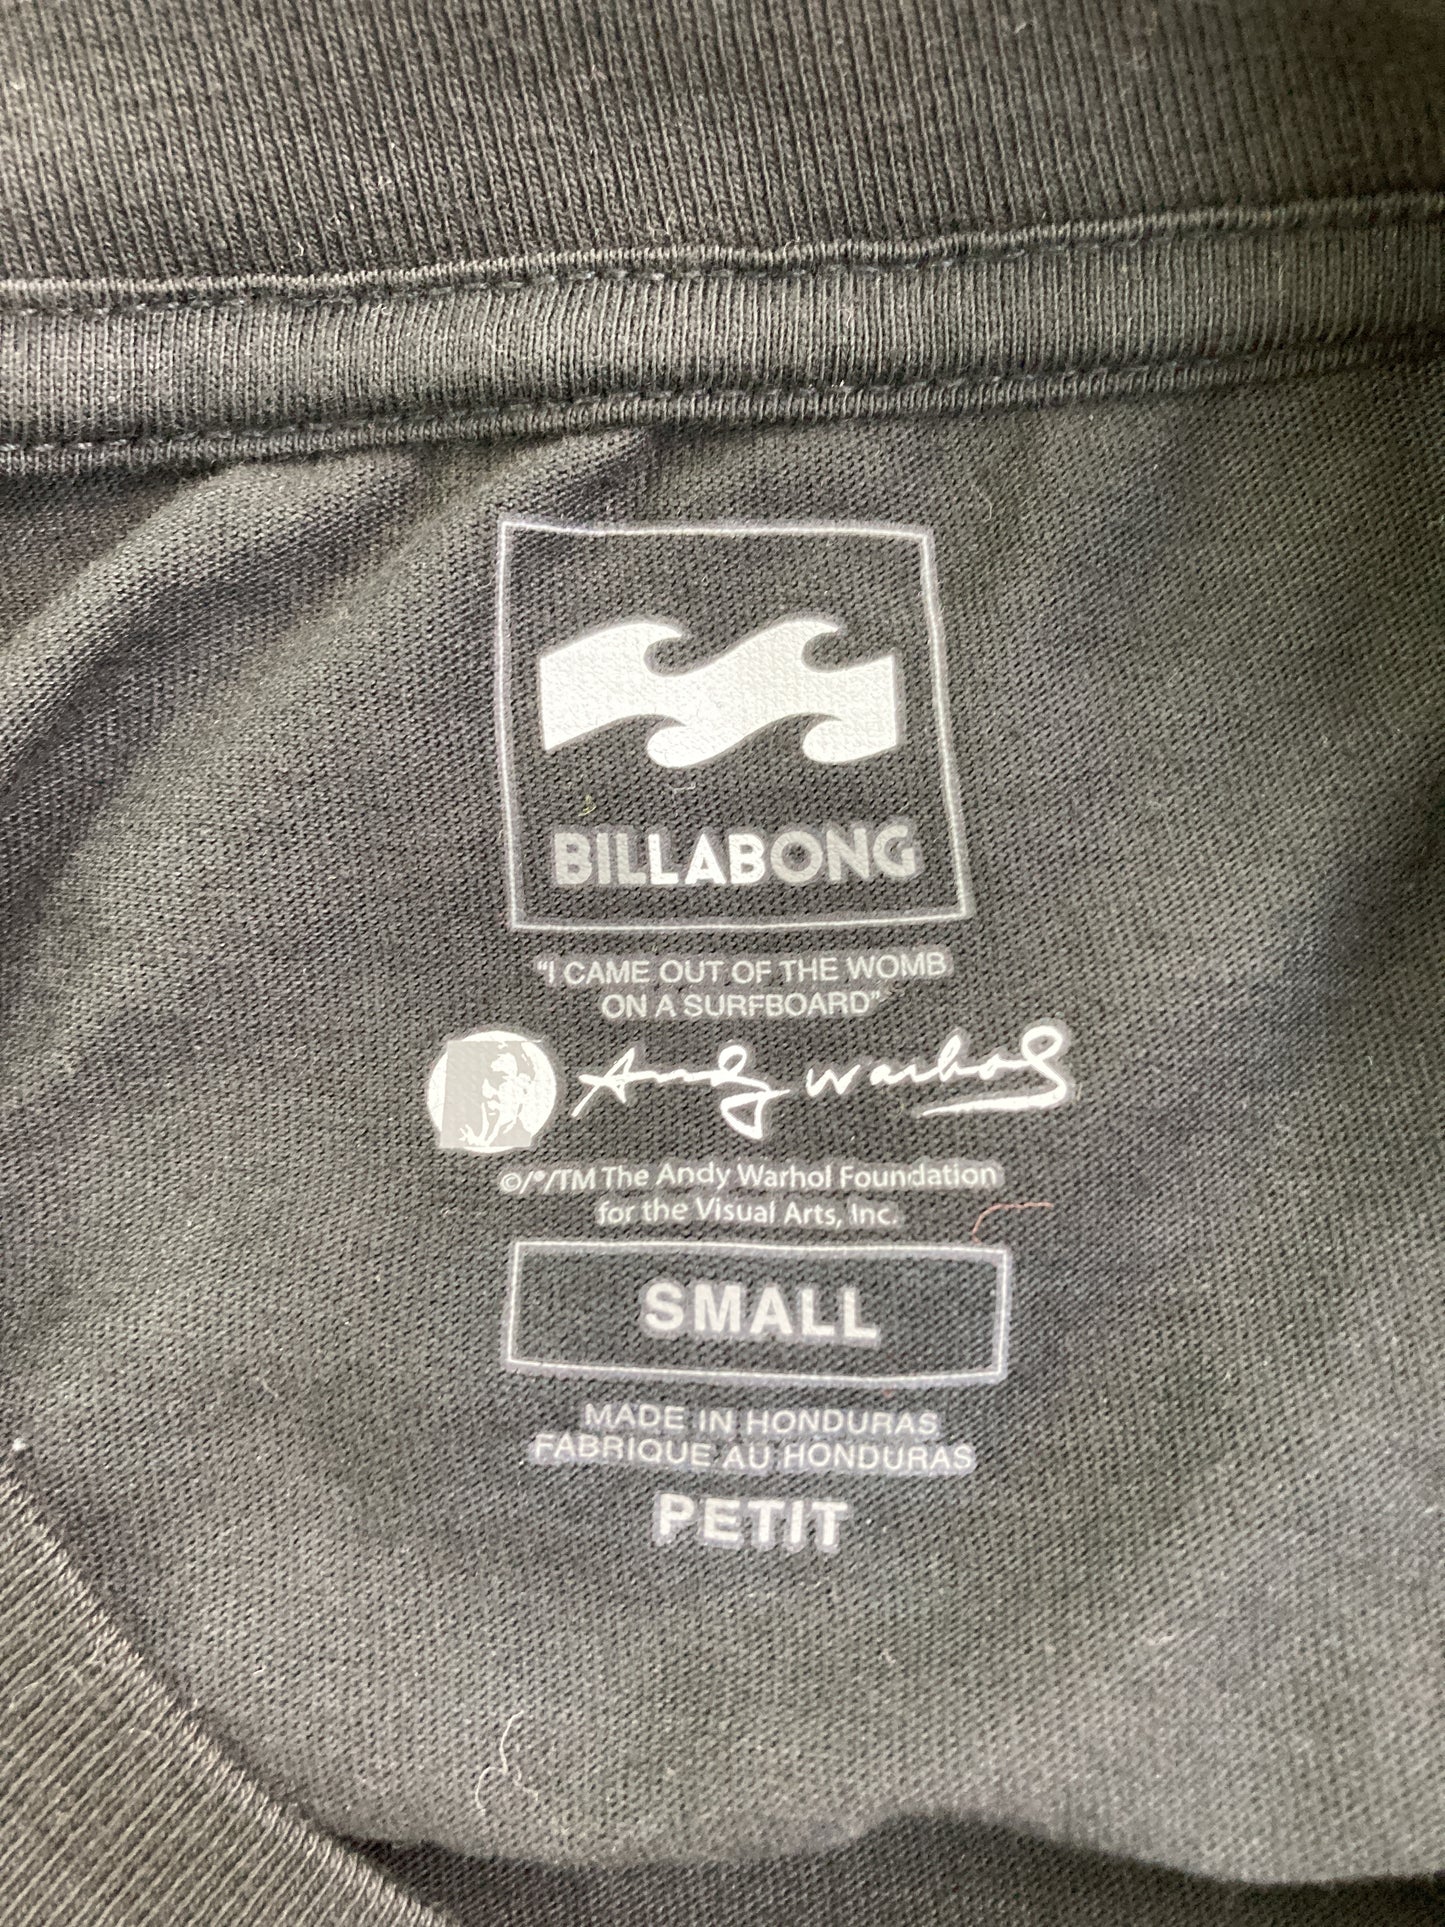 BILLABONG
"I CAME OUT OF THE WOMB
ON A SURFBOARD"
Andy Warhol
©/®/TM The Andy Warhol Foundation
for the Visual Arts, Inc.
SMALL
MADE IN HONDURAS
FABRIQUE AU HONDURAS
PETIT